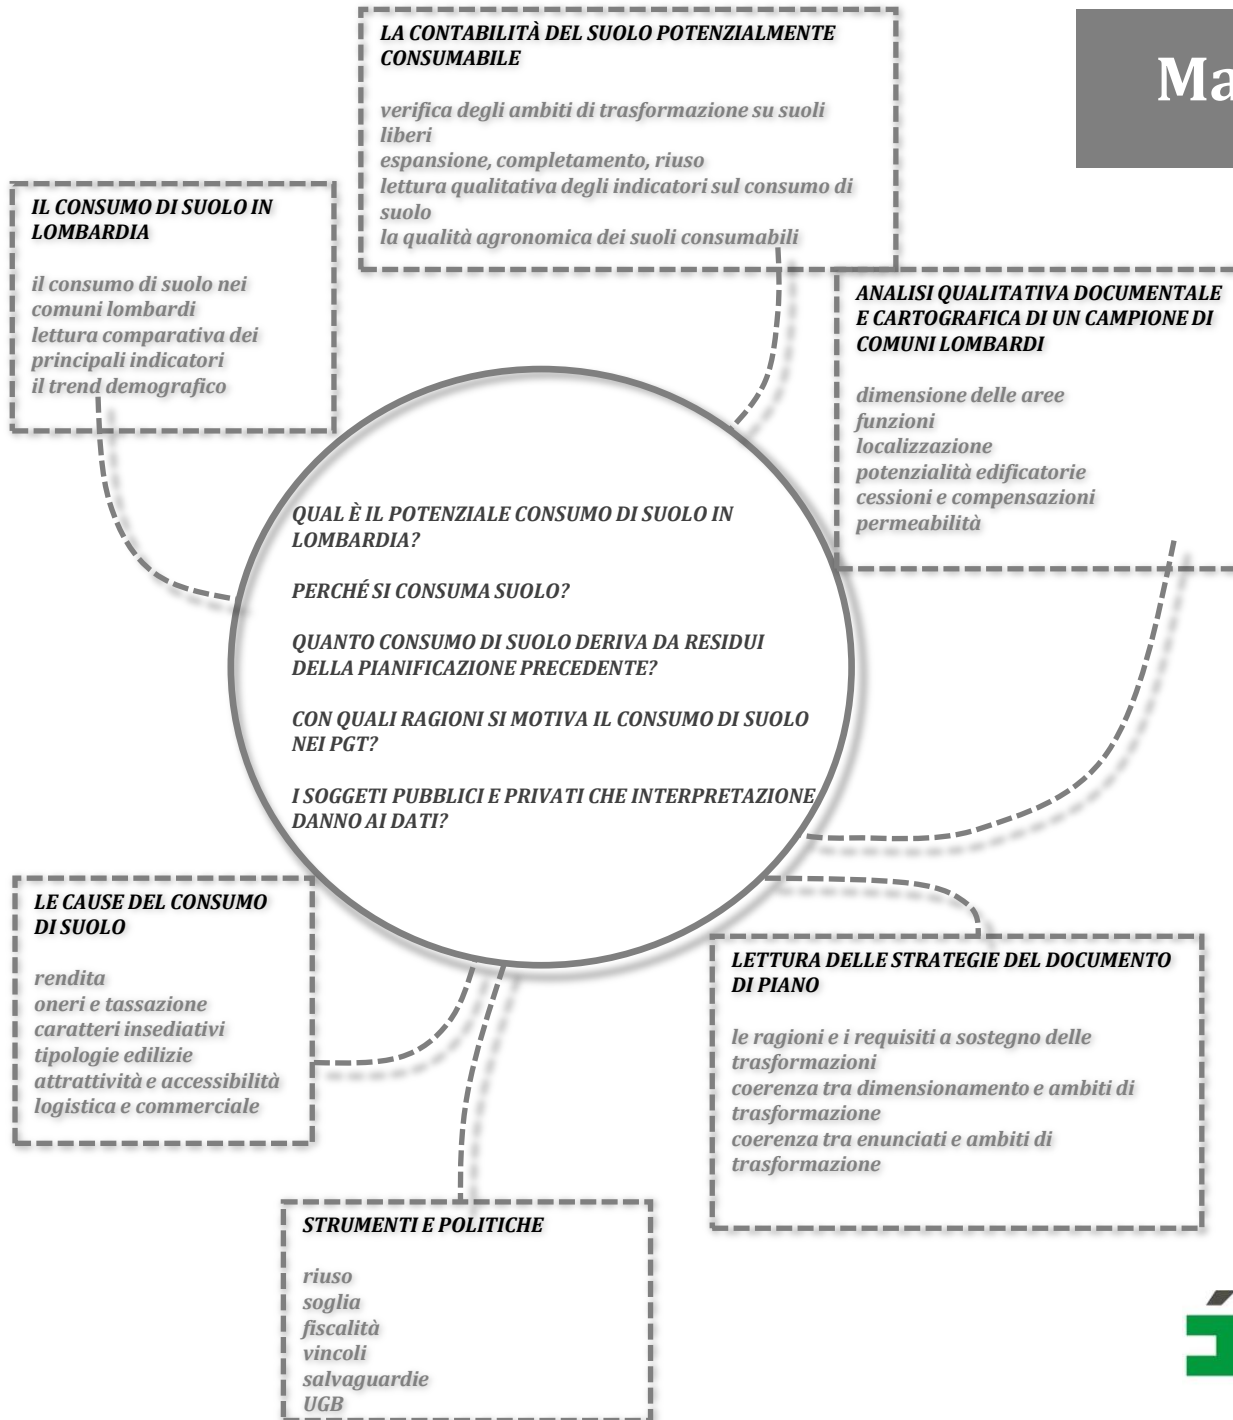 LA CONTABILITÀ DEL SUOLO POTENZIALMENTE
CONSUMABILE
verifica degli ambiti di trasformazione su suoli
liberi
espansione, completamento, riuso
lettura qualitativa degli indicatori sul consumo di
suolo
la qualità agronomica dei suoli consumabili
Ma
IL CONSUMO DI SUOLO IN
LOMBARDIA
il consumo di suolo nei
comuni lombardi
lettura comparativa dei
principali indicatori
il trend demografico
ANALISI QUALITATIVA DOCUMENTALE
E CARTOGRAFICA DI UN CAMPIONE DI
COMUNI LOMBARDI
dimensione delle aree
funzioni
localizzazione
potenzialità edificatorie
cessioni e compensazioni
permeabilità
QUAL È IL POTENZIALE CONSUMO DI SUOLO IN
LOMBARDIA?
PERCHÉ SI CONSUMA SUOLO?
QUANTO CONSUMO DI SUOLO DERIVA DA RESIDUI
DELLA PIANIFICAZIONE PRECEDENTE?
CON QUALI RAGIONI SI MOTIVA IL CONSUMO DI SUOLO
NEI PGT?
I SOGGETI PUBBLICI E PRIVATI CHE INTERPRETAZIONE
DANNO AI DATI?
LE CAUSE DEL CONSUMO
DI SUOLO
rendita
oneri e tassazione
caratteri insediativi
tipologie edilizie
attrattività e accessibilità
logistica e commerciale
LETTURA DELLE STRATEGIE DEL DOCUMENTO
DI PIANO
le ragioni e i requisiti a sostegno delle
trasformazioni
coerenza tra dimensionamento e ambiti di
trasformazione
coerenza tra enunciati e ambiti di
trasformazione
STRUMENTI E POLITICHE
riuso
soglia
fiscalità
vincoli
salvaguardie
UGB